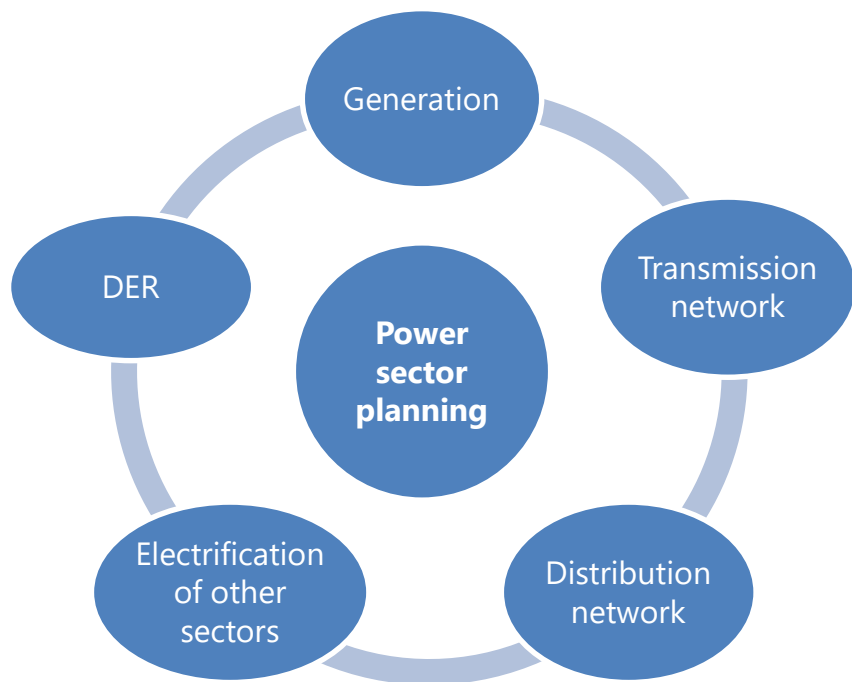 Generation
Transmission
network
DER
Power
sector
planning
Electrification
of other
sectors
Distribution
network